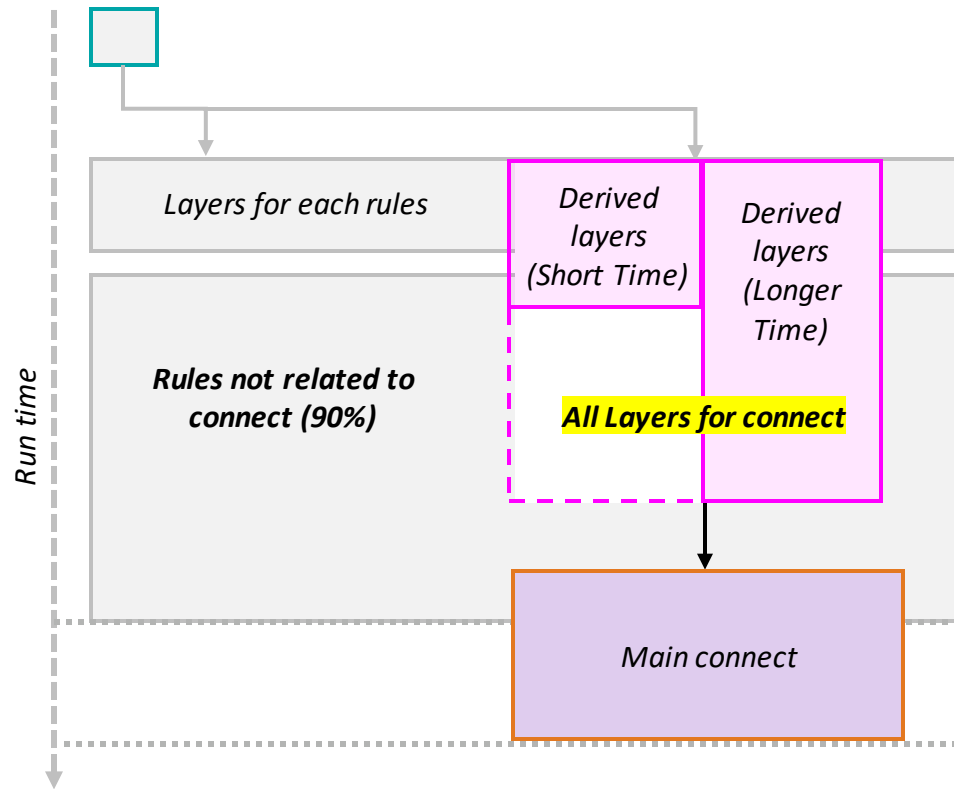 Layers for each rules
Derived
layers
(Short Time)
Derived
layers
(Longer
Time)
Run time
Rules not related to
connect (90%)
All Layers for connect
Main connect